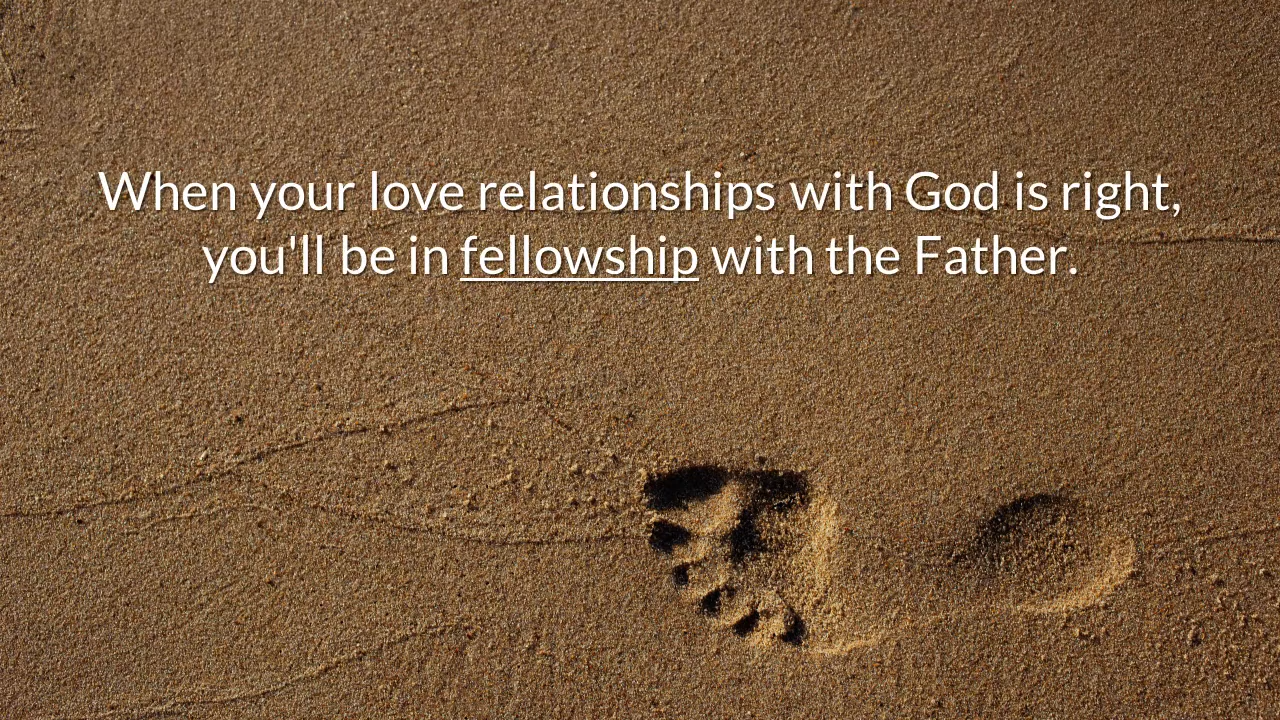 When your love relationships with God is right,
you'll be in fellowship with the Father.